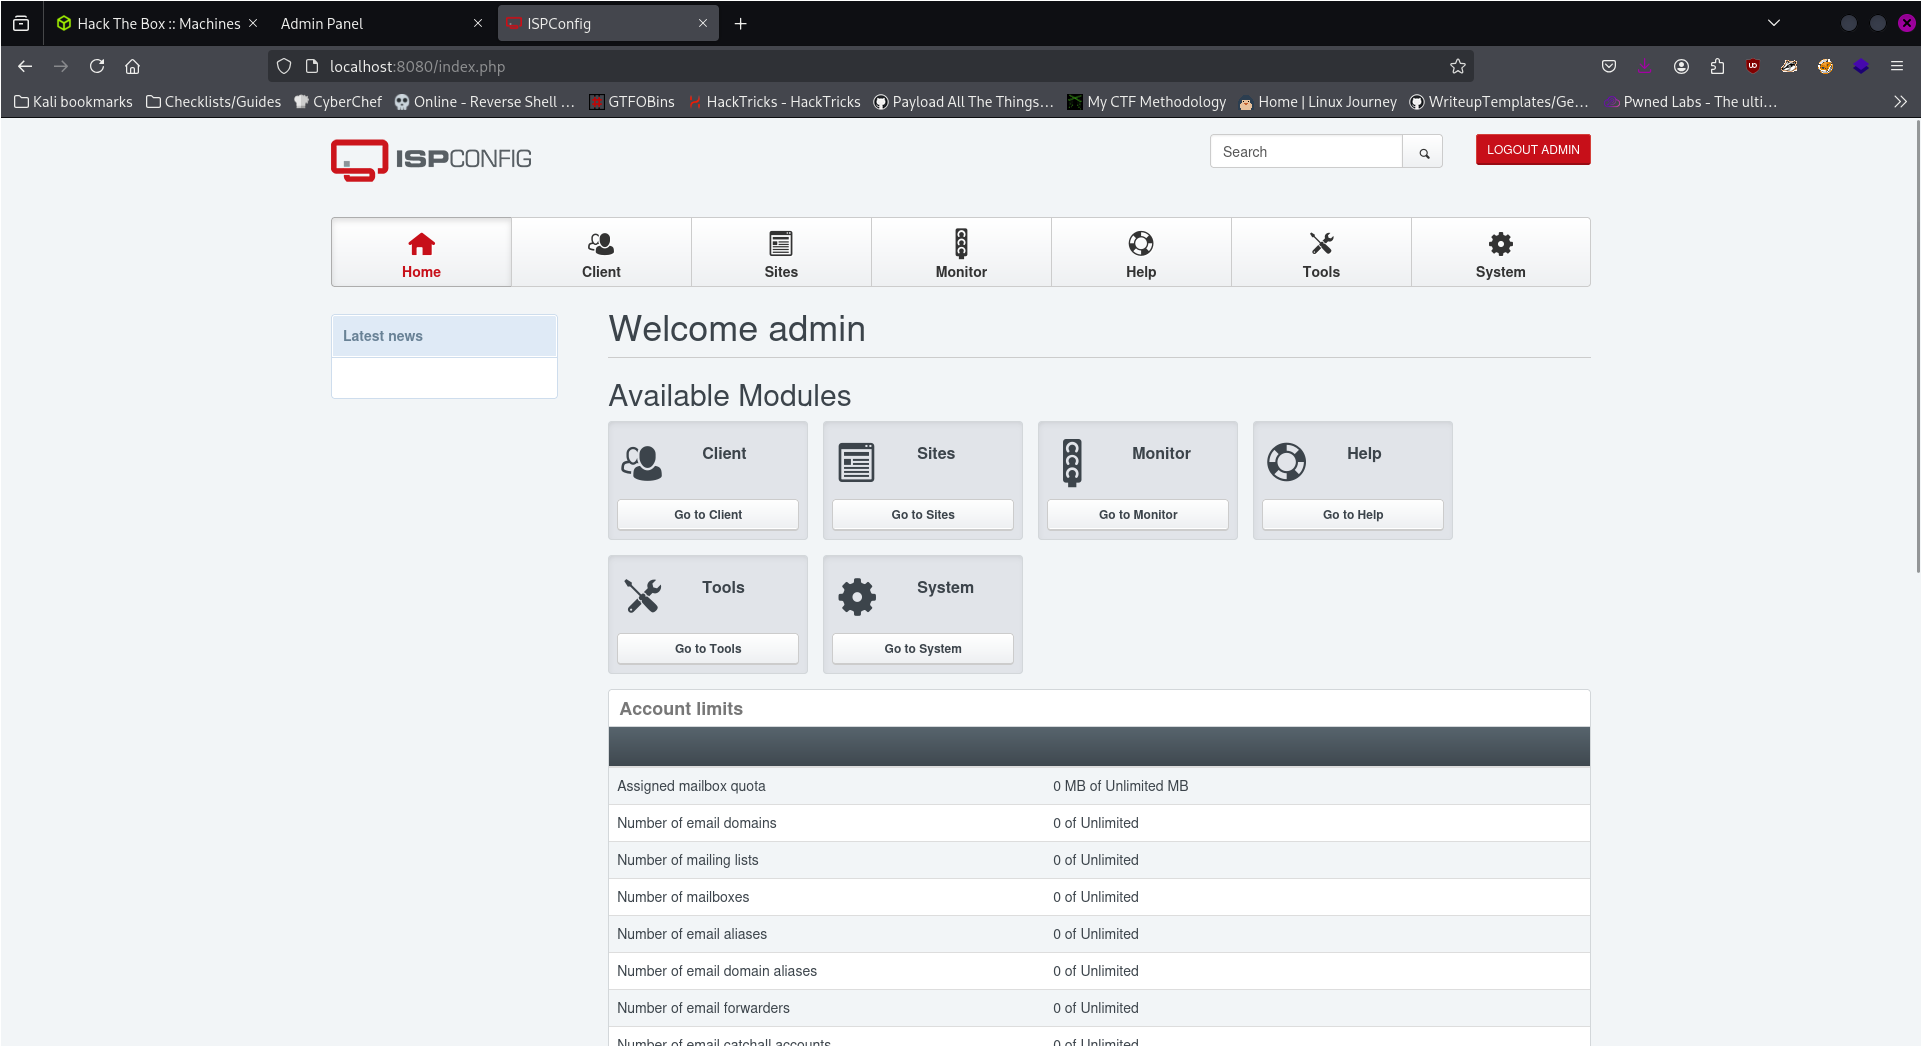 Hack The Box :: Machines
Admin Panel
ISPConfig
localhost:8080/index.php
Kali bookmarks
Checklists/Guides
CyberChef
Online - Reverse Shell …
GTFOBins
HackTricks - HackTricks
Payload All The Things…
My CTF Methodology
Home | Linux Journey
WriteupTemplates/Ge…
Pwned Labs - The ulti…
ISPCONFIG
Search
LOGOUT ADMIN
Home
Client
Sites
Monitor
Help
Tools
System
Latest news
Welcome admin
Available Modules
Client
Sites
Monitor
Help
Go to Client
Go to Sites
Go to Monitor
Go to Help
Tools
System
Go to Tools
Go to System
Account limits
Assigned mailbox quota 0 MB of Unlimited MB
Number of email domains 0 of Unlimited
Number of mailing lists 0 of Unlimited
Number of mailboxes 0 of Unlimited
Number of email aliases 0 of Unlimited
Number of email domain aliases 0 of Unlimited
Number of email forwarders 0 of Unlimited
Number of email catchall accounts 0 of Unlimited